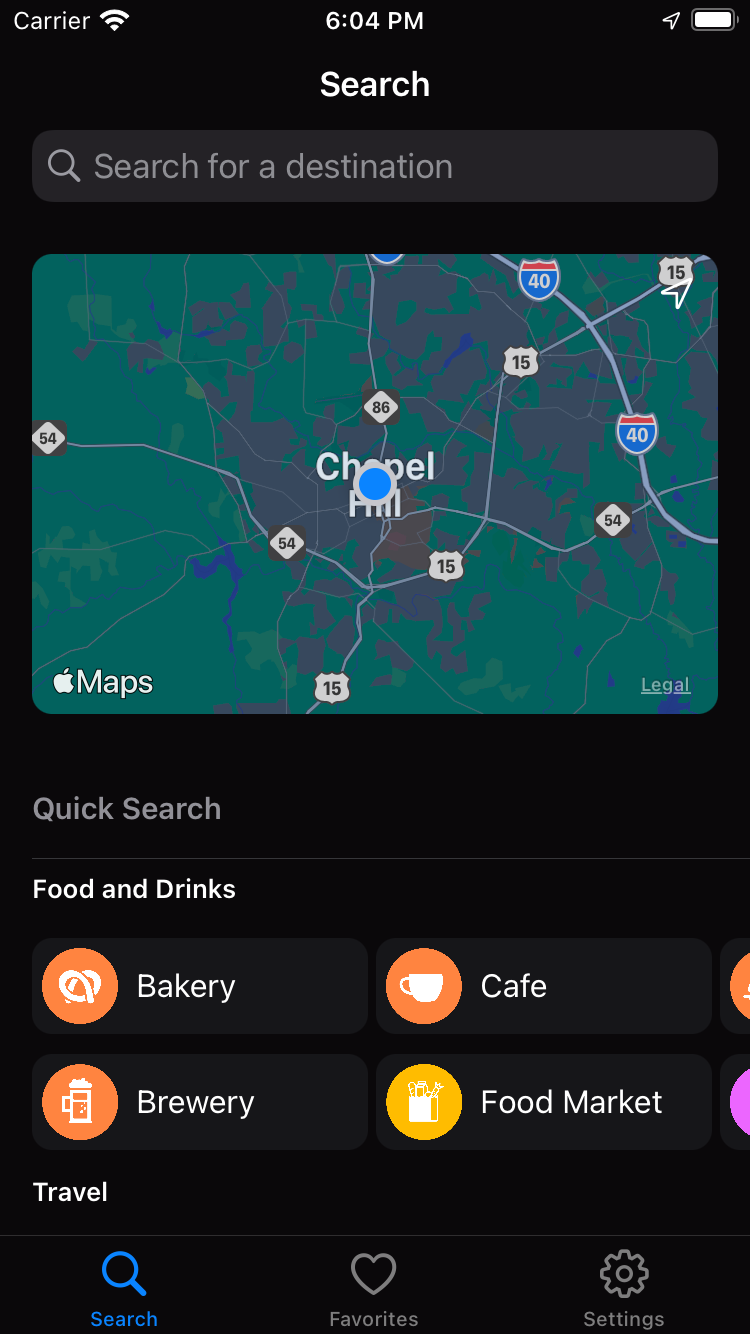 Carrier 6:04 PM
Search
Search for a destination
15
40
15
86
40
54
Chapel
Hill
54
54
15
15
Maps
Legal
Quick Search
Food and Drinks
Bakery
Cafe
Brewery
Food Market
Travel
Search
Favorites
Settings